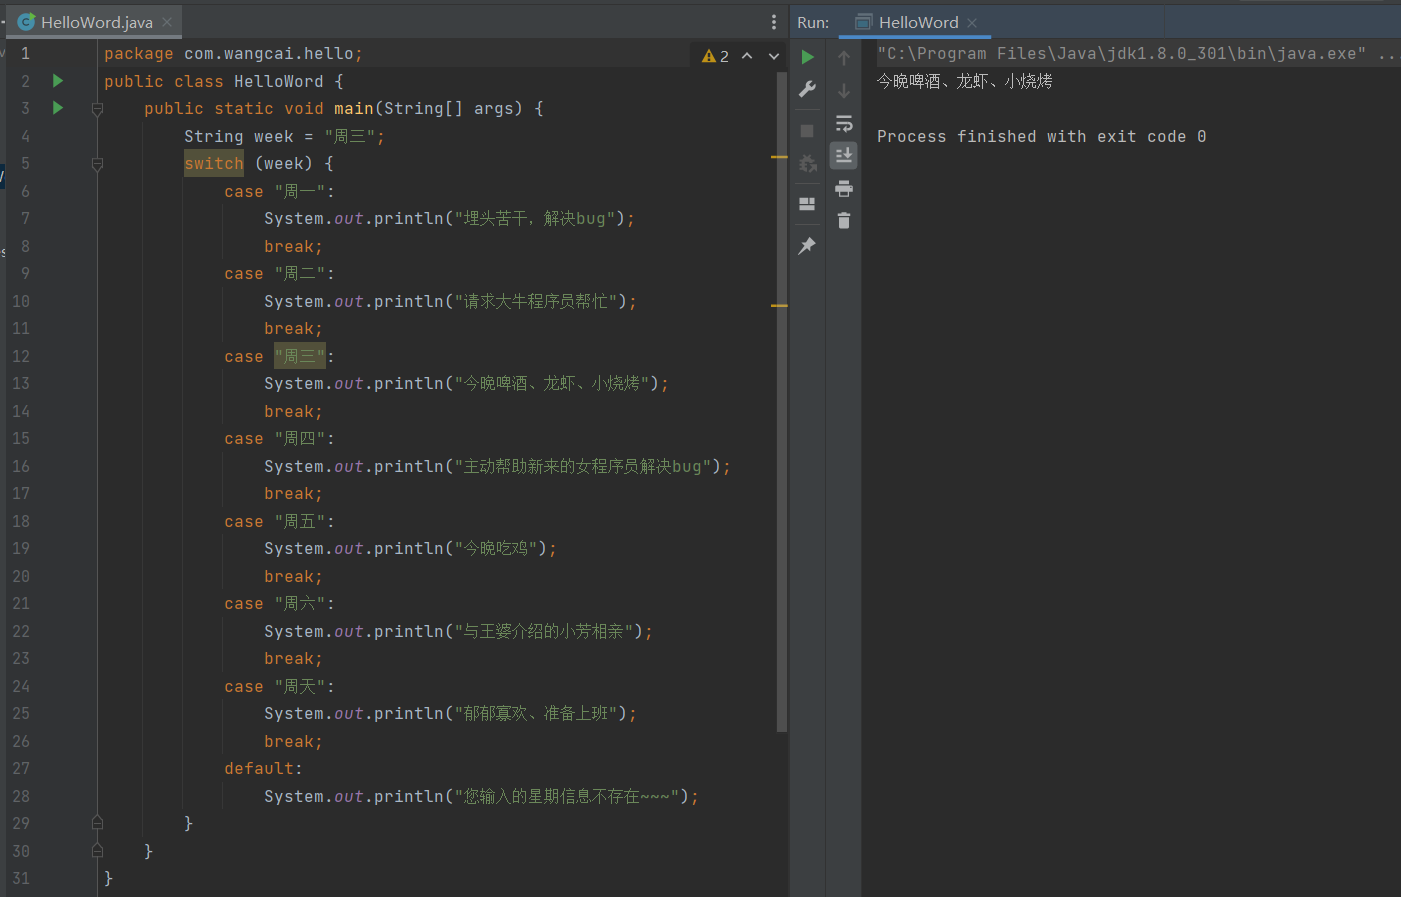 HelloWord.java
Run: HelloWord
2
1 package com.wangcai.hello;
2 public class HelloWord {
3 public static void main(String[] args) {
4 String week = "周三";
5 switch (week) {
6 case "周一":
7 System.out.println("埋头苦干，解决bug");
8 break;
9 case "周二":
10 System.out.println("请求大牛程序员帮忙");
11 break;
12 case "周三":
13 System.out.println("今晚啤酒、龙虾、小烧烤");
14 break;
15 case "周四":
16 System.out.println("主动帮助新来的女程序员解决bug");
17 break;
18 case "周五":
19 System.out.println("今晚吃鸡");
20 break;
21 case "周六":
22 System.out.println("与王婆介绍的小芳相亲");
23 break;
24 case "周天":
25 System.out.println("郁郁寡欢、准备上班");
26 break;
27 default:
28 System.out.println("您输入的星期信息不存在~~~");
29 }
30 }
31 }
"C:\Program Files\Java\jdk1.8.0_301\bin\java.exe" ...
今晚啤酒、龙虾、小烧烤
Process finished with exit code 0